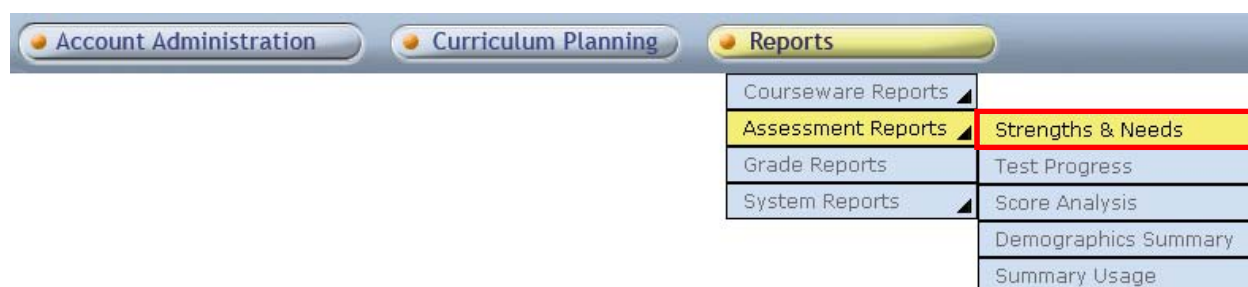 Account Administration Curriculum Planning Reports
Courseware Reports
Assessment Reports Strengths & Needs
Grade Reports Test Progress
System Reports Score Analysis
Demographics Summary
Summary Usage